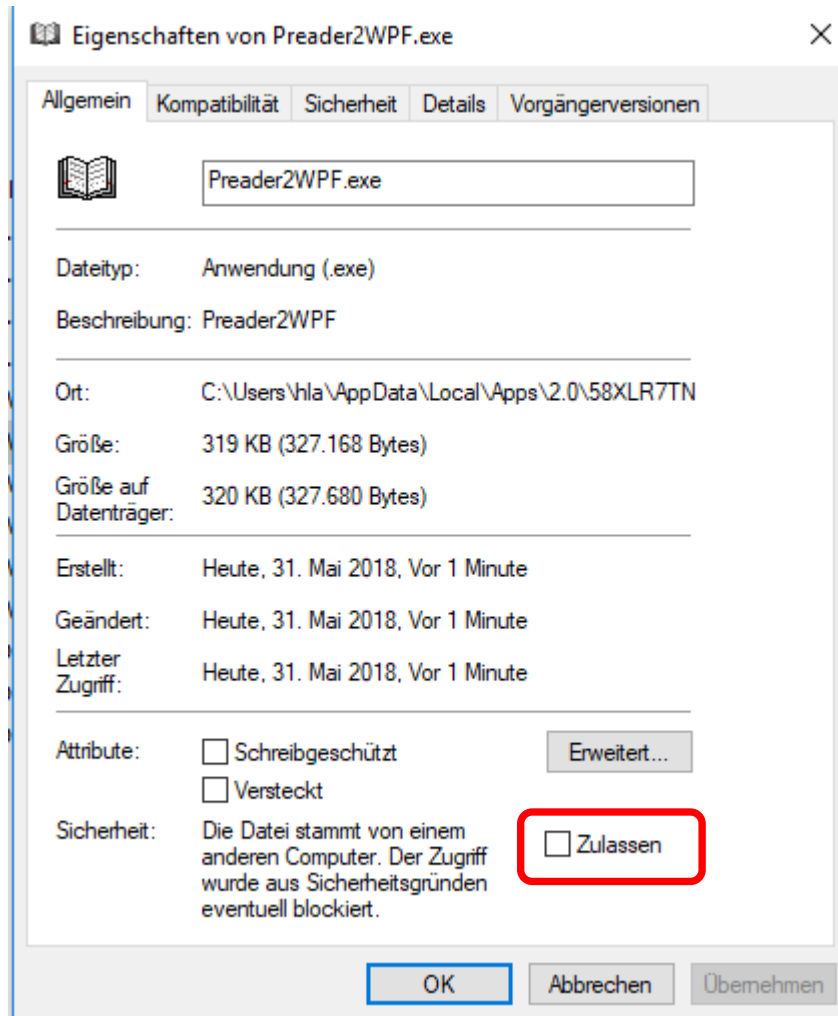 Eigenschaften von Preader2WPF.exe
Allgemein Kompatibilität Sicherheit Details Vorgängerversionen
Preader2WPF.exe
Dateityp: Anwendung (.exe)
Beschreibung: Preader2WPF
Ort: C:\Users\hla\AppData\Local\Apps\2.0\58XLR7TN
Größe: 319 KB (327.168 Bytes)
Größe auf
Datenträger: 320 KB (327.680 Bytes)
Erstellt: Heute, 31. Mai 2018, Vor 1 Minute
Geändert: Heute, 31. Mai 2018, Vor 1 Minute
Letzter
Zugriff: Heute, 31. Mai 2018, Vor 1 Minute
Attribute: Schreibgeschützt Erweitert...
Versteckt
Sicherheit: Die Datei stammt von einem
anderen Computer. Der Zugriff
wurde aus Sicherheitsgründen
eventuell blockiert.
Zulassen
OK Abbrechen Übernehmen